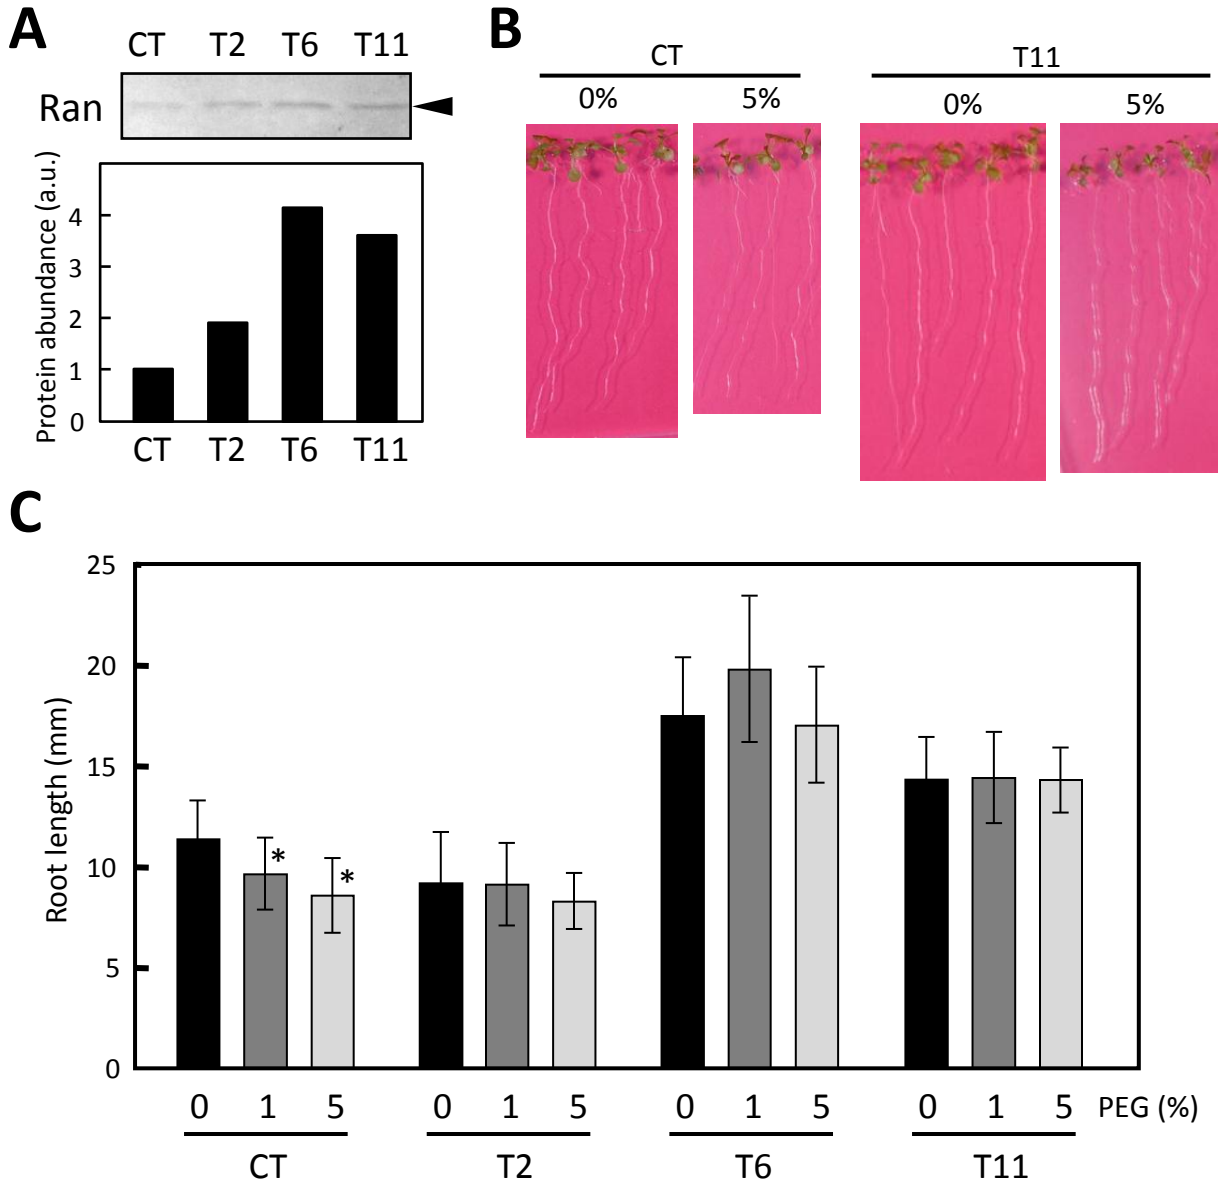 A
CT T2 T6 T11
Ran
Protein abundance (a.u.)
4
3
2
1
0
CT T2 T6 T11
B
CT T11
0% 5% 0% 5%
C
Root length (mm)
25
20
15
10
5
0
* *
0 1 5 0 1 5 0 1 5 0 1 5 PEG (%)
CT T2 T6 T11